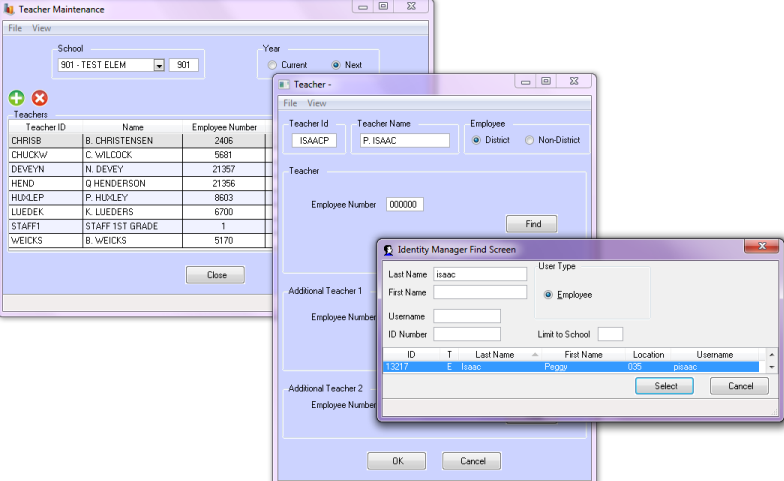 Teacher Maintenance
File View
School
901 - TEST ELEM 901
Year
Current Next
Teachers
Teacher ID Name Employee Number
CHRISB B. CHRISTENSEN 2406
CHUCKW C. WILCOCK 5681
DEVEYN N. DEVEY 21357
HEND Q HENDERSON 21356
HUXLEP P. HUXLEY 8603
LUEDEK K. LUEDERS 6700
STAFF1 STAFF 1ST GRADE 1
WEICKS B. WEICKS 5170
Close
Teacher -
File View
Teacher Id Teacher Name Employee
ISAACP P. ISAAC District Non-District
Teacher
Employee Number 000000
Find
Additional Teacher 1
Employee Number
Additional Teacher 2
Employee Number
OK Cancel
Identity Manager Find Screen
Last Name isaac
First Name
Username
ID Number
User Type
Employee
Limit to School
ID T Last Name First Name Location Username
13217 E Isaac Peggy 035 pisaac
Select Cancel